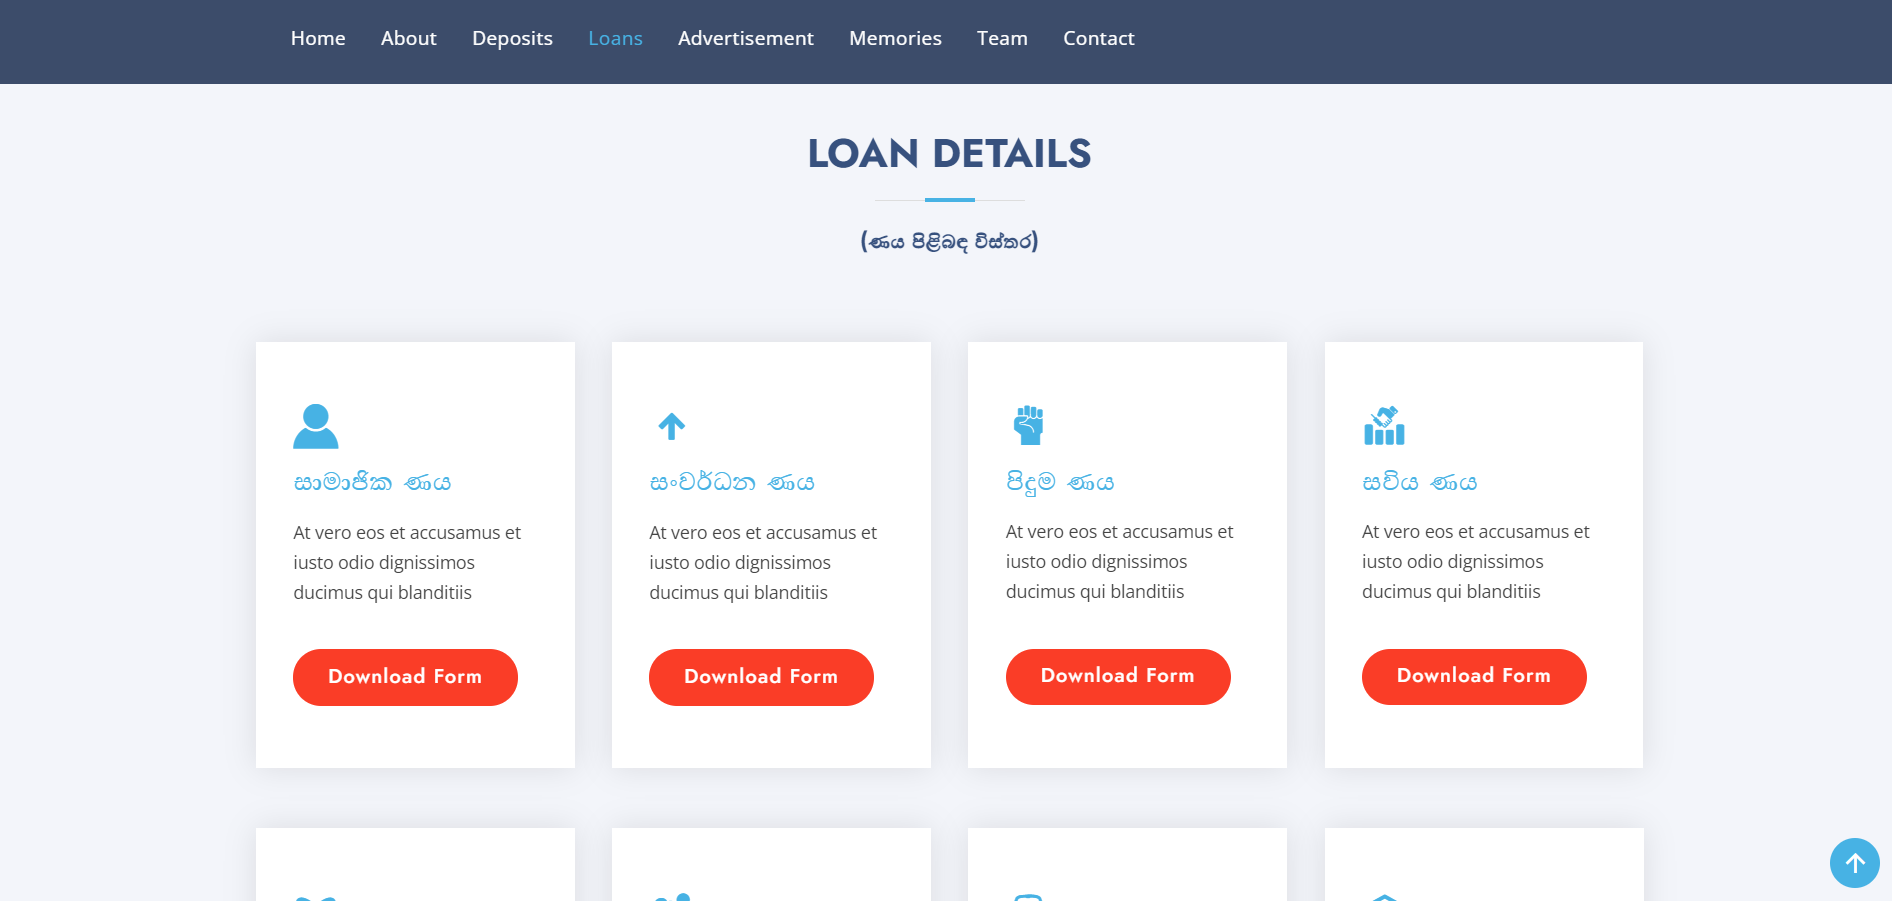 Home About Deposits Loans Advertisement Memories Team Contact
LOAN DETAILS
(ණය පිළිබඳ විස්තර)
සාමාජික ණය
At vero eos et accusamus et
iusto odio dignissimos
ducimus qui blanditiis
Download Form
සංවර්ධන ණය
At vero eos et accusamus et
iusto odio dignissimos
ducimus qui blanditiis
Download Form
පිදුම ණය
At vero eos et accusamus et
iusto odio dignissimos
ducimus qui blanditiis
Download Form
සවිය ණය
At vero eos et accusamus et
iusto odio dignissimos
ducimus qui blanditiis
Download Form